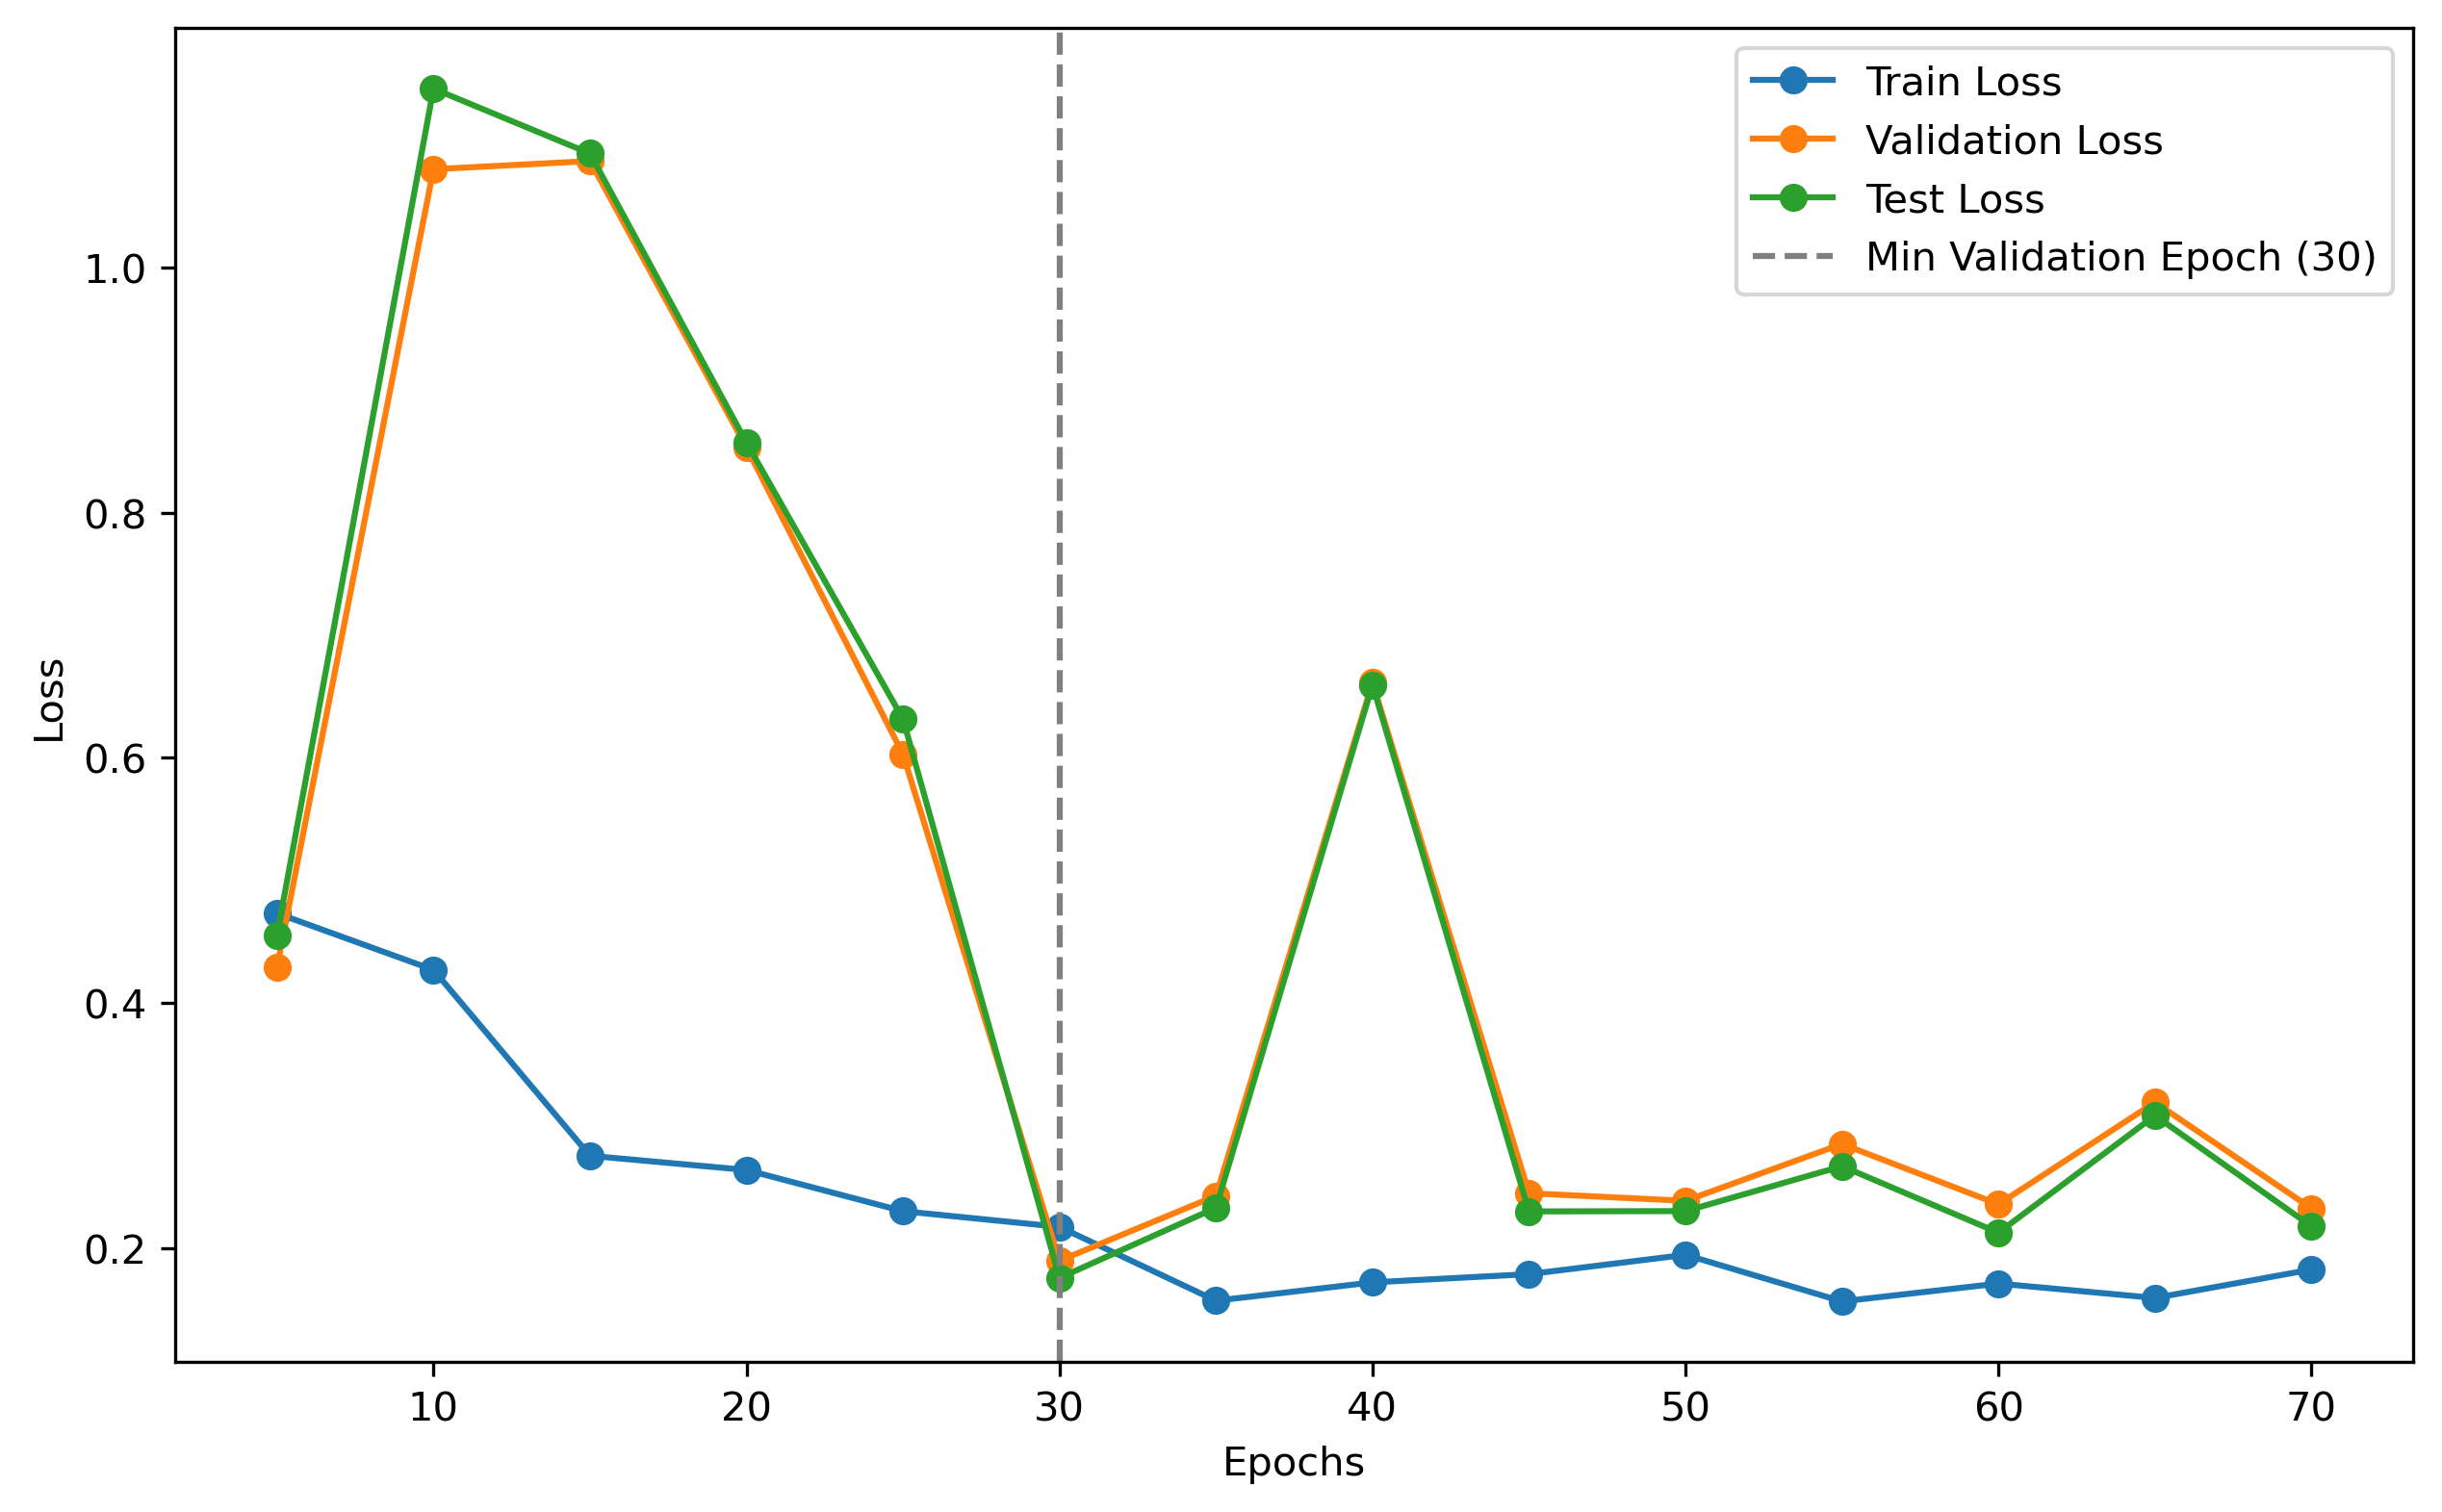 Train Loss
Validation Loss
Test Loss
Min Validation Epoch (30)
1.0
0.8
0.6
0.4
0.2
Loss
10 20 30 40 50 60 70
Epochs